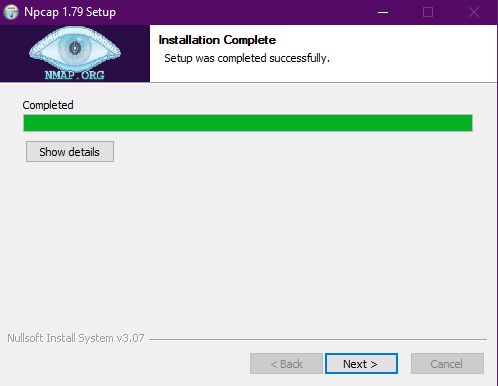 Npcap 1.79 Setup
NMAP.ORG
Installation Complete
Setup was completed successfully.
Completed
Show details
Nullsoft Install System v3.07
< Back
Next >
Cancel